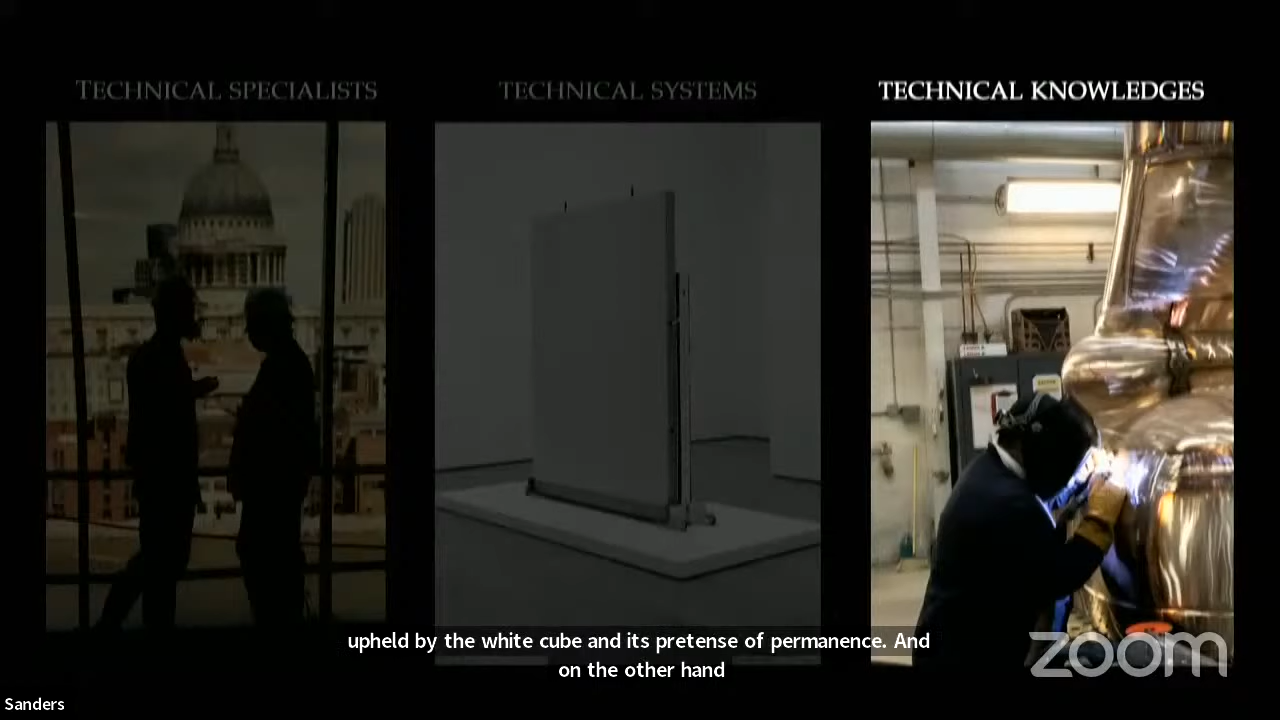 TECHNICAL SPECIALISTS
TECHNICAL SYSTEMS
TECHNICAL KNOWLEDGES
upheld by the white cube and its pretense of permanence. And
on the other hand
zoom
Sanders